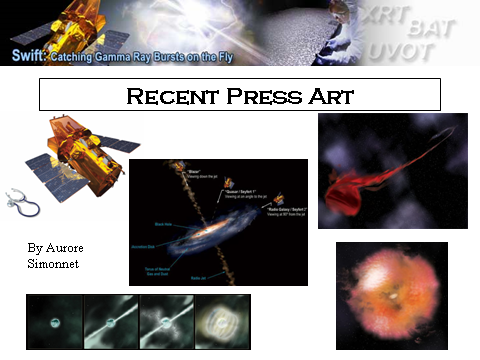 XRT
BAT
UVOT
Swift: Catching Gamma Ray Bursts on the Fly
RECENT PRESS ART
"Blazar"
Viewing down the jet
"Quasar / Seyfert 1"
Viewing at an angle to the jet
"Radio Galaxy / Seyfert 2"
Viewing at 90° from the jet
Black Hole
Accretion Disk
Torus of Neutral
Gas and Dust
Radio Jet
By Aurore
Simonnet